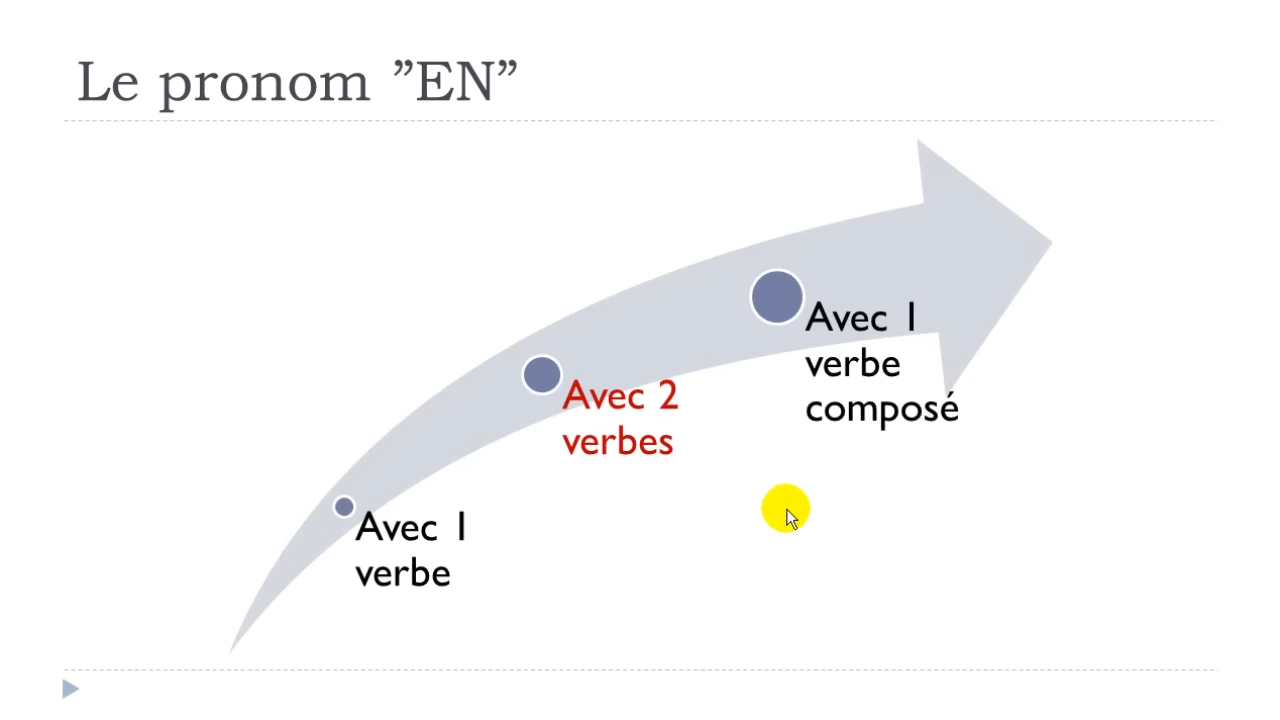 Le pronom ”EN”
Avec 1
verbe
composé
Avec 2
verbes
Avec 1
verbe